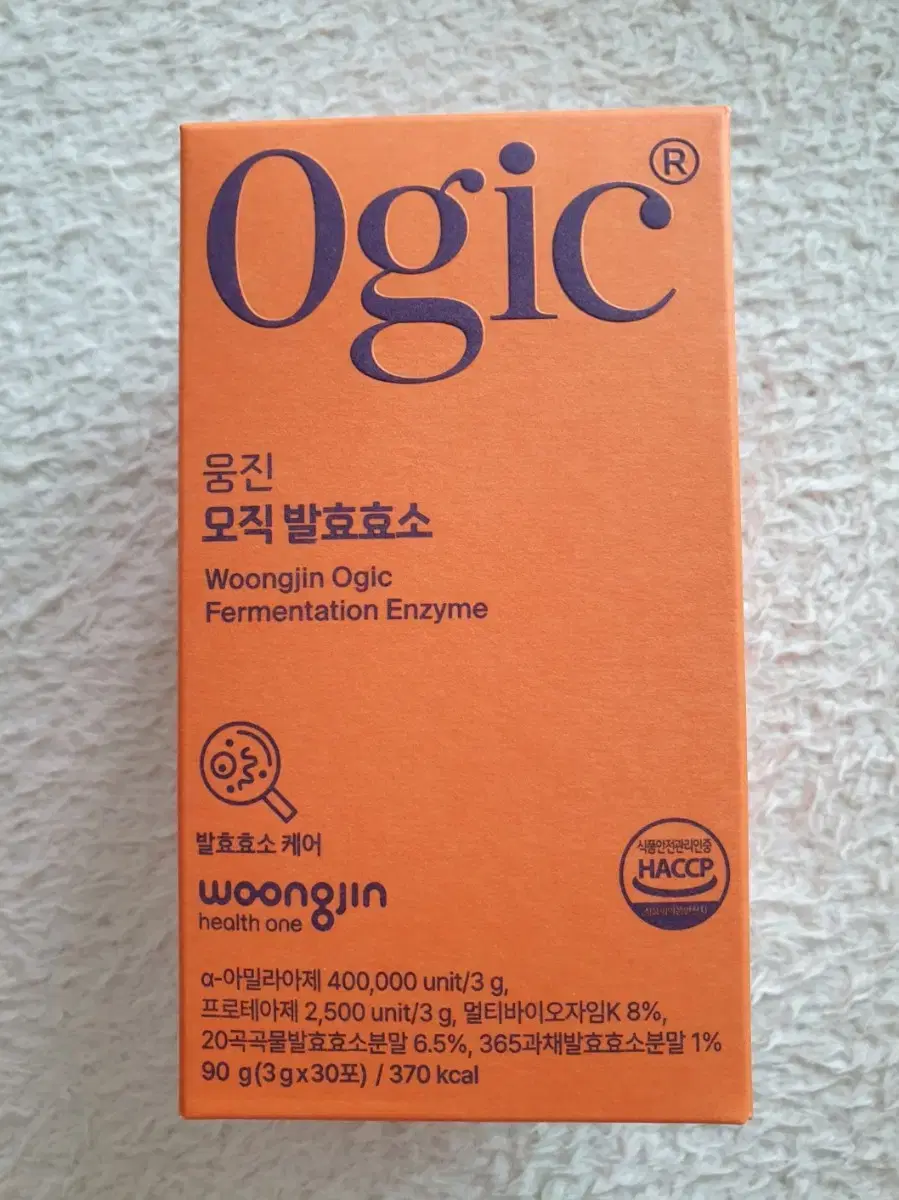 Ogic®
웅진
오직 발효효소
Woongjin Ogic
Fermentation Enzyme
발효효소 케어
woongjin
health one
식품안전관리인증
HACCP
α-아밀라아제 400,000 unit/3 g,
프로테아제 2,500 unit/3 g, 멀티바이오자임K 8%,
20곡곡물발효효소분말 6.5%, 365과채발효효소분말 1%
90 g(3gx30포) / 370 kcal